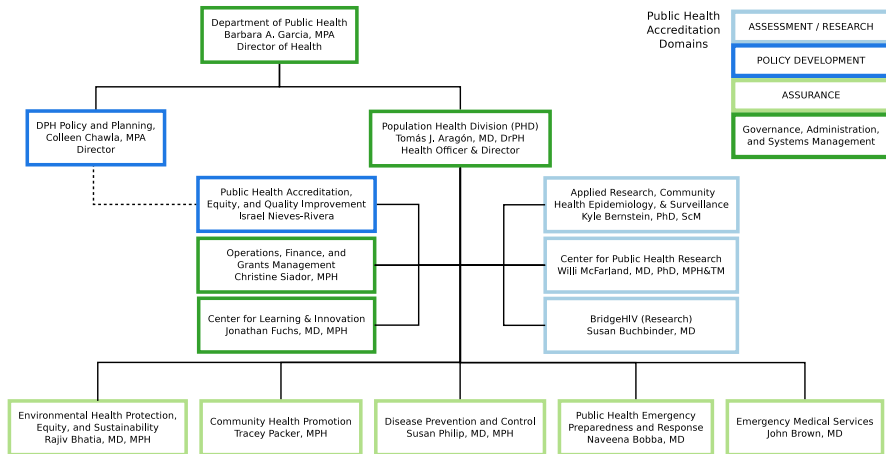 Department of Public Health
Barbara A. Garcia, MPA
Director of Health
Public Health
Accreditation
Domains
ASSESSMENT / RESEARCH
POLICY DEVELOPMENT
ASSURANCE
Governance, Administration,
and Systems Management
DPH Policy and Planning,
Colleen Chawla, MPA
Director
Population Health Division (PHD)
Tomás J. Aragón, MD, DrPH
Health Officer & Director
Public Health Accreditation,
Equity, and Quality Improvement
Israel Nieves-Rivera
Applied Research, Community
Health Epidemiology, & Surveillance
Kyle Bernstein, PhD, ScM
Operations, Finance, and
Grants Management
Christine Siador, MPH
Center for Public Health Research
Willi McFarland, MD, PhD, MPH&TM
Center for Learning & Innovation
Jonathan Fuchs, MD, MPH
BridgeHIV (Research)
Susan Buchbinder, MD
Environmental Health Protection,
Equity, and Sustainability
Rajiv Bhatia, MD, MPH
Community Health Promotion
Tracey Packer, MPH
Disease Prevention and Control
Susan Philip, MD, MPH
Public Health Emergency
Preparedness and Response
Naveena Bobba, MD
Emergency Medical Services
John Brown, MD